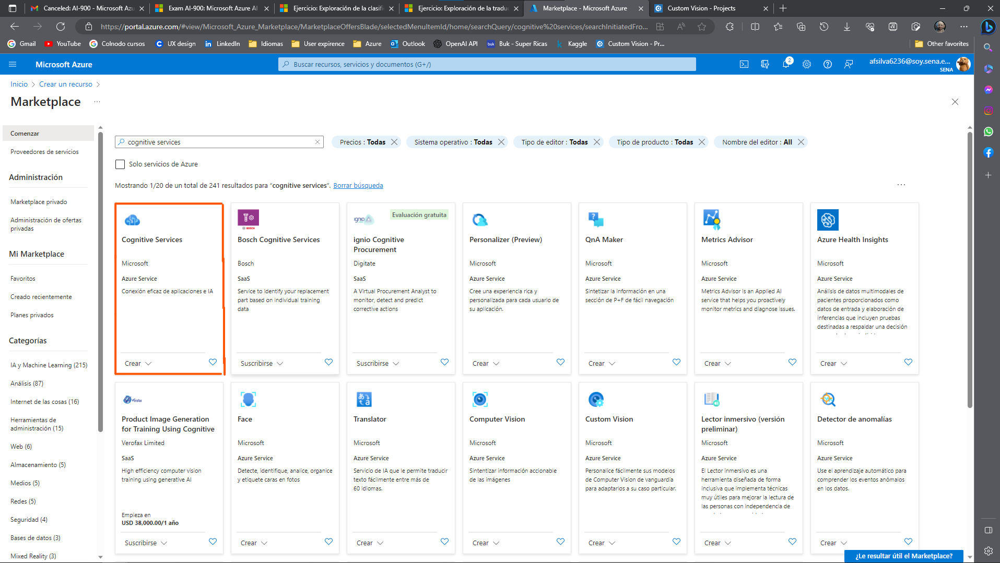 Canceled: AI-900 - Microsoft Azu
Exam AI-900: Microsoft Azure AI
Ejercicio: Exploración de la clasifi
Ejercicio: Exploración de la tradu
Marketplace - Microsoft Azure
Custom Vision - Projects
https://portal.azure.com/#view/Microsoft_Azure_Marketplace/MarketplaceOffersBlade/selectedMenuItemId/home/searchQuery/cognitive%20services/searchInitiatedFro...
Gmail
YouTube
Colnodo cursos
UX design
LinkedIn
Idiomas
User expirence
Azure
Outlook
OpenAI API
Buk - Super Ricas
Kaggle
Custom Vision - Pr...
Other favorites
Microsoft Azure
Buscar recursos, servicios y documentos (G+/)
2
afsilva6236@soy.sena.e...
SENA
Inicio > Crear un recurso >
Marketplace ...
Comenzar
Proveedores de servicios
Administración
Marketplace privado
Administración de ofertas
privadas
Mi Marketplace
Favoritos
Creado recientemente
Planes privados
Categorías
IA y Machine Learning (215)
Análisis (87)
Internet de las cosas (16)
Herramientas de
administración (15)
Web (6)
Almacenamiento (5)
Medios (5)
Redes (5)
Seguridad (4)
Bases de datos (3)
Mixed Reality (3)
cognitive services
Precios : Todas
Sistema operativo : Todas
Tipo de editor : Todas
Tipo de producto : Todas
Nombre del editor : All
Solo servicios de Azure
Mostrando 1/20 de un total de 241 resultados para “cognitive services”. Borrar búsqueda
Cognitive Services
Microsoft
Azure Service
Conexión eficaz de aplicaciones e IA
Crear
BOSCH
Bosch Cognitive Services
Bosch
SaaS
Service to identify your replacement
part based on individual training
data
Suscribirse
ignio
Evaluación gratuita
ignio Cognitive
Procurement
Digitate
SaaS
A Virtual Procurement Analyst to
monitor, detect and predict
corrective actions
Suscribirse
Personalizer (Preview)
Microsoft
Azure Service
Cree una experiencia rica y
personalizada para cada usuario de
su aplicación.
Crear
QnA Maker
Microsoft
Azure Service
Sintetizar la información en una
sección de P+F de fácil navegación
Crear
Metrics Advisor
Microsoft
Azure Service
Metrics Advisor is an Applied AI
service that helps you proactively
monitor metrics and diagnose issues.
Crear
Azure Health Insights
Microsoft
Azure Service
Análisis de datos multimodales de
pacientes proporcionados como
datos de entrada y elaboración de
inferencias que incluyen pruebas
destinadas a respaldar una decisión
Crear
Verofax
Product Image Generation
for Training Using Cognitive
Verofax Limited
SaaS
High efficiency computer vision
training using generative AI
Empieza en
USD 38,000.00/1 año
Suscribirse
Face
Microsoft
Azure Service
Detecte, identifique, analice, organice
y etiquete caras en fotos
Crear
Translator
Microsoft
Azure Service
Servicio de IA que le permite traducir
texto fácilmente entre más de
60 idiomas.
Crear
Computer Vision
Microsoft
Azure Service
Sintentizar información accionable
de las imágenes
Crear
Custom Vision
Microsoft
Azure Service
Personalice fácilmente sus modelos
de Computer Vision de vanguardia
para adaptarlos a su caso particular.
Crear
Lector inmersivo (versión
preliminar)
Microsoft
Azure Service
El Lector inmersivo es una
herramienta diseñada de forma
inclusiva que implementa técnicas
muy útiles para mejorar la lectura de
las personas con independencia de
Crear
Detector de anomalías
Microsoft
Azure Service
Use el aprendizaje automático para
comprender los eventos anómalos
en los datos.
Crear
¿Le resultar útil el Marketplace?